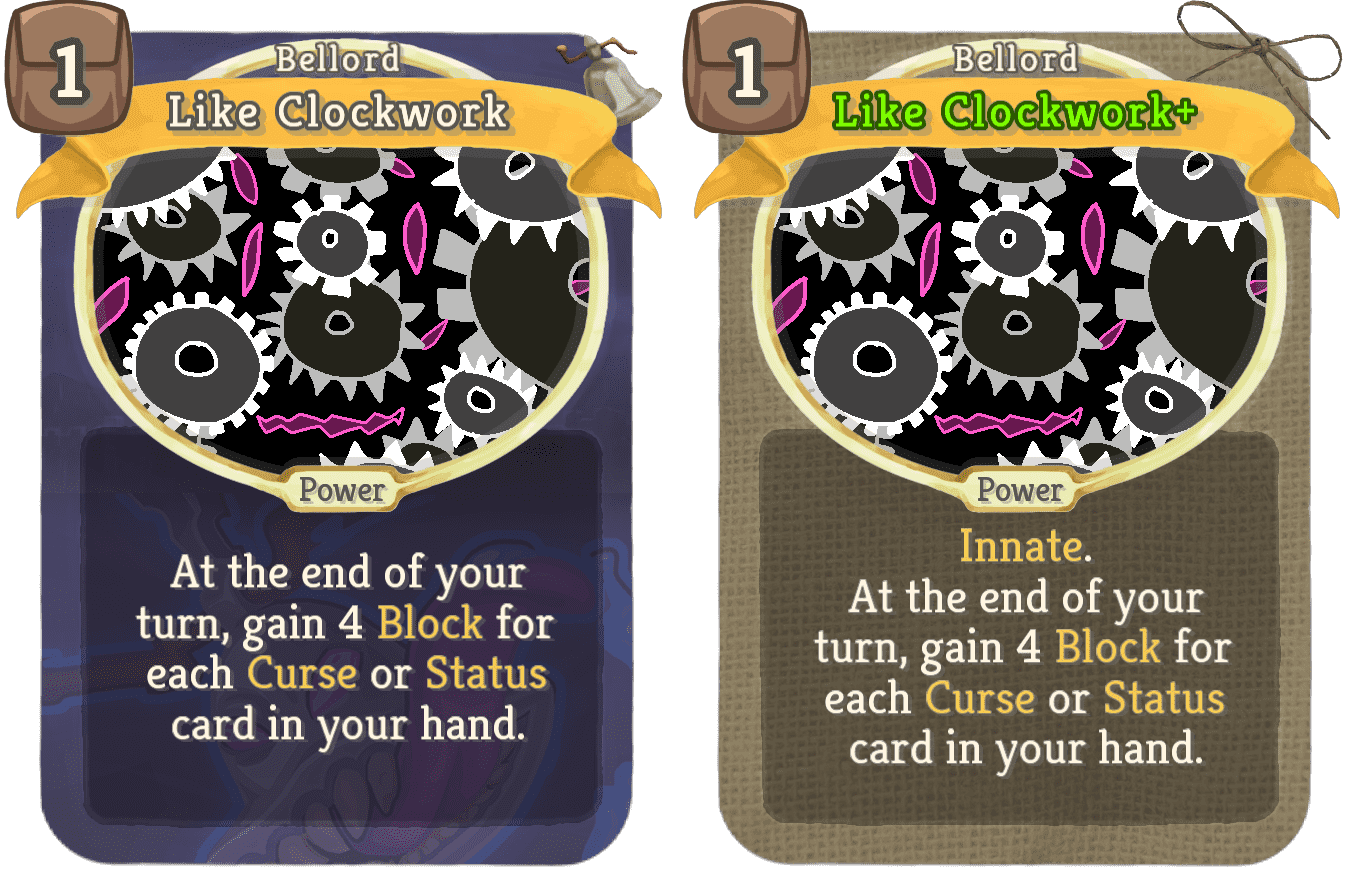 1
Bellord
Like Clockwork
Power
At the end of your
turn, gain 4 Block for
each Curse or Status
card in your hand.
1
Bellord
Like Clockwork+
Power
Innate.
At the end of your
turn, gain 4 Block for
each Curse or Status
card in your hand.